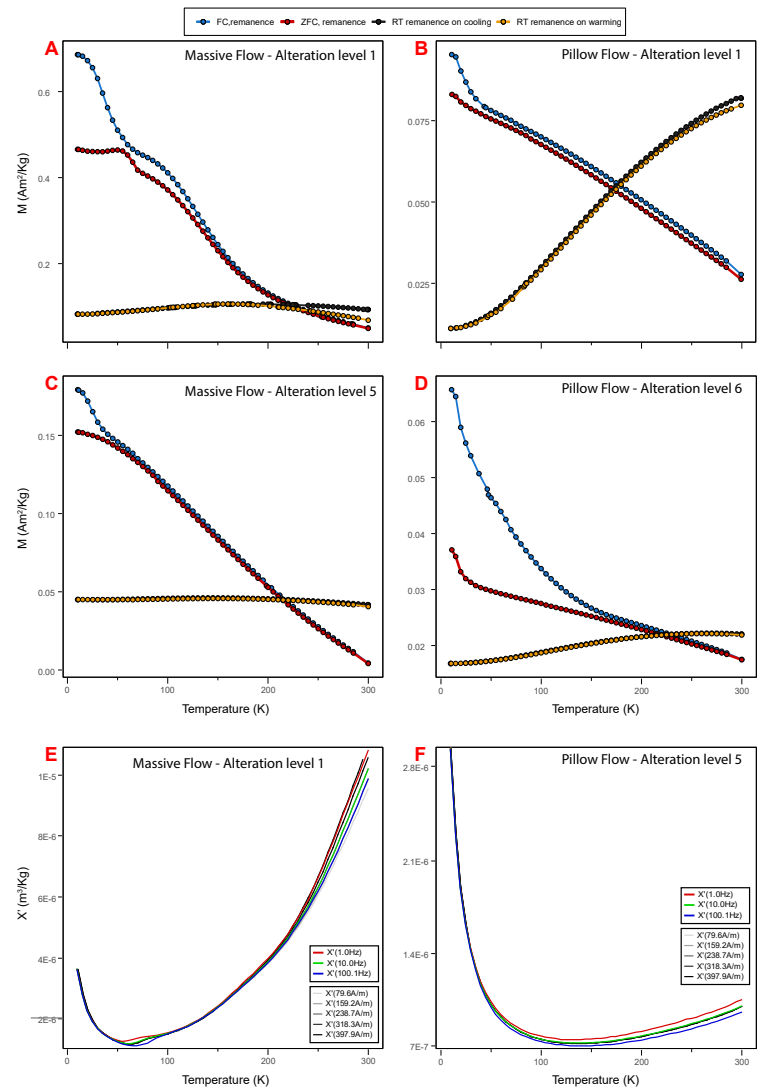 FC,remanence ZFC, remanence RT remanence on cooling RT remanence on warming
A
Massive Flow - Alteration level 1
0.6
0.4
0.2
M (Am²/Kg)
B
Pillow Flow - Alteration level 1
0.075
0.050
0.025
C
Massive Flow - Alteration level 5
0.15
0.10
0.05
0.00
M (Am²/Kg)
0 100 200 300
Temperature (K)
D
Pillow Flow - Alteration level 6
0.06
0.05
0.04
0.03
0.02
0 100 200 300
Temperature (K)
E
Massive Flow - Alteration level 1
1E-5
8E-6
6E-6
4E-6
2E-6
X' (m³/Kg)
X'(1.0Hz)
X'(10.0Hz)
X'(100.1Hz)
X'(79.6A/m)
X'(159.2A/m)
X'(238.7A/m)
X'(318.3A/m)
X'(397.9A/m)
0 100 200 300
Temperature (K)
F
Pillow Flow - Alteration level 5
2.8E-6
2.1E-6
1.4E-6
7E-7
X'(1.0Hz)
X'(10.0Hz)
X'(100.1Hz)
X'(79.6A/m)
X'(159.2A/m)
X'(238.7A/m)
X'(318.3A/m)
X'(397.9A/m)
0 100 200 300
Temperature (K)